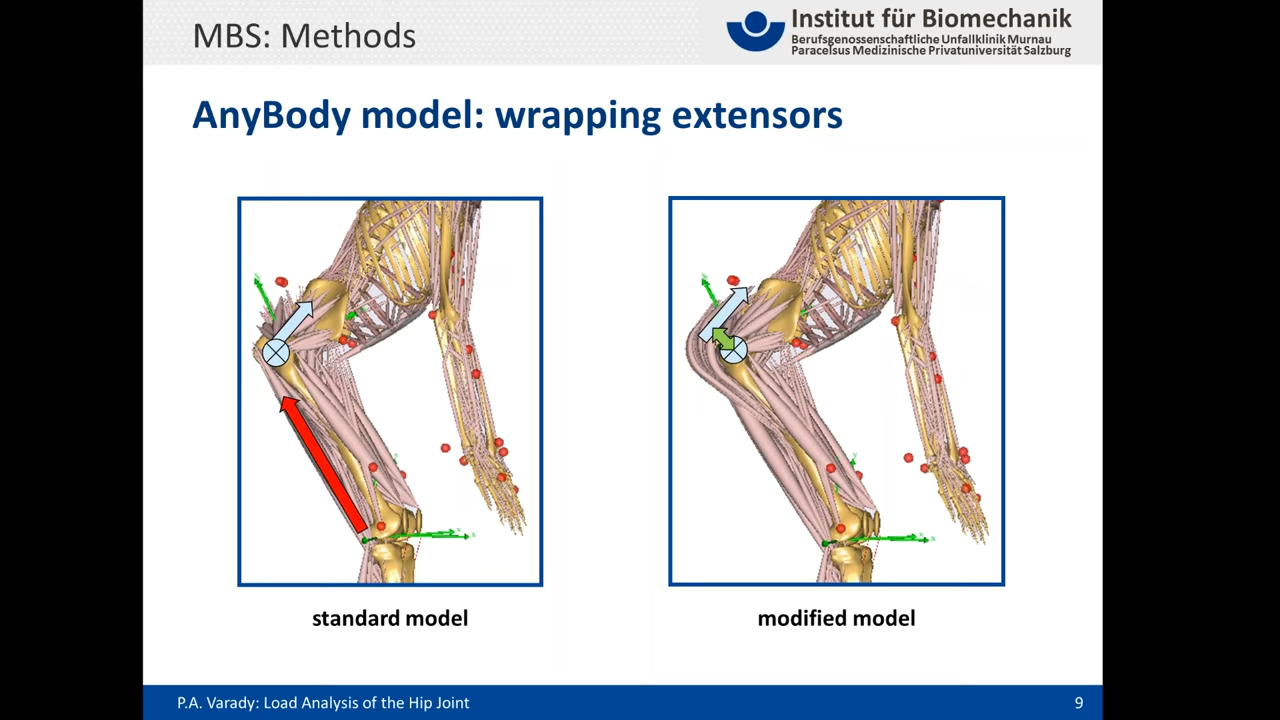 MBS: Methods
Institut für Biomechanik
Berufsgenossenschaftliche Unfallklinik Murnau
Paracelsus Medizinische Privatuniversität Salzburg
AnyBody model: wrapping extensors
standard model
modified model
P.A. Varady: Load Analysis of the Hip Joint
9